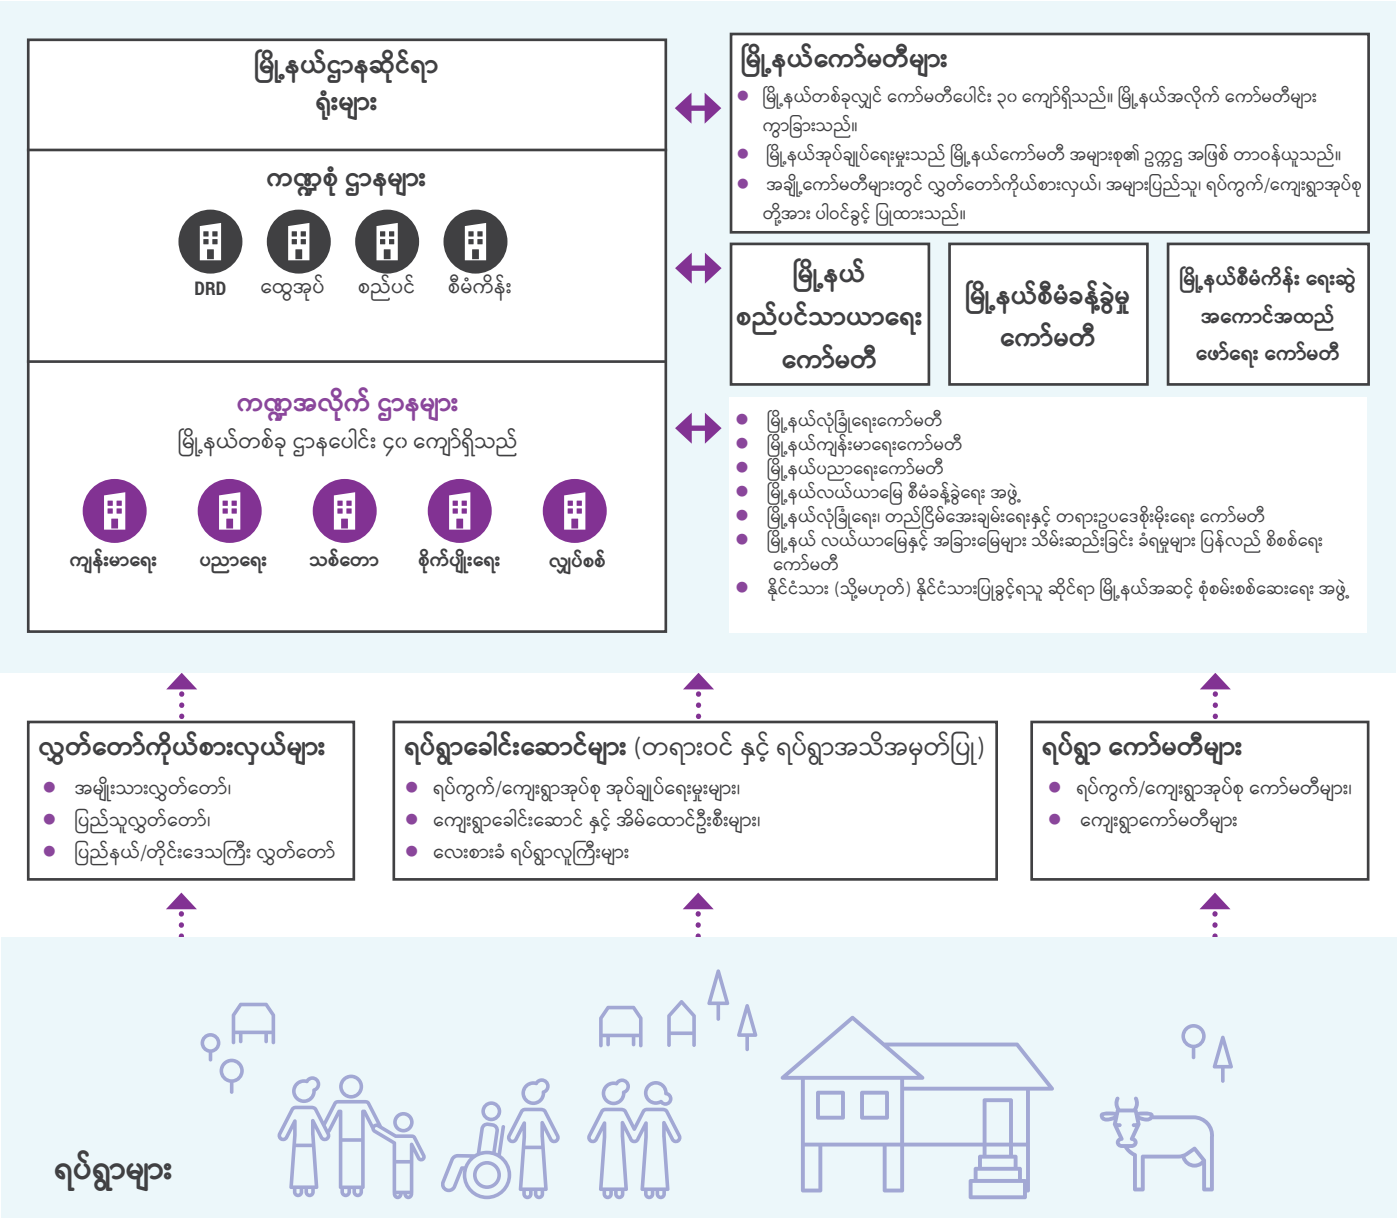 မြို့နယ်ဌာနဆိုင်ရာ
ရုံးများ
ကဏ္ဍစုံ ဌာနများ
DRD
ထွေအုပ်
စည်ပင်
စီမံကိန်း
ကဏ္ဍအလိုက် ဌာနများ
မြို့နယ်တစ်ခု ဌာနပေါင်း ၄၀ ကျော်ရှိသည်
ကျန်းမာရေး
ပညာရေး
သစ်တော
စိုက်ပျိုးရေး
လျှပ်စစ်
မြို့နယ်ကော်မတီများ
မြို့နယ်တစ်ခုလျှင် ကော်မတီပေါင်း ၃၀ ကျော်ရှိသည်။ မြို့နယ်အလိုက် ကော်မတီများ
ကွာခြားသည်။
မြို့နယ်အုပ်ချုပ်ရေးမှူးသည် မြို့နယ်ကော်မတီ အများစု၏ ဥက္ကဋ္ဌ အဖြစ် တာဝန်ယူသည်။
အချို့ကော်မတီများတွင် လွှတ်တော်ကိုယ်စားလှယ်၊ အများပြည်သူ၊ ရပ်ကွက်/ကျေးရွာအုပ်စု
တို့အား ပါဝင်ခွင့် ပြုထားသည်။
မြို့နယ်
စည်ပင်သာယာရေး
ကော်မတီ
မြို့နယ်စီမံခန့်ခွဲမှု
ကော်မတီ
မြို့နယ်စီမံကိန်း ရေးဆွဲ
အကောင်အထည်
ဖော်ရေး ကော်မတီ
မြို့နယ်လုံခြုံရေးကော်မတီ
မြို့နယ်ကျန်းမာရေးကော်မတီ
မြို့နယ်ပညာရေးကော်မတီ
မြို့နယ်လယ်ယာမြေ စီမံခန့်ခွဲရေး အဖွဲ့
မြို့နယ်လုံခြုံရေး၊ တည်ငြိမ်အေးချမ်းရေးနှင့် တရားဥပဒေစိုးမိုးရေး ကော်မတီ
မြို့နယ် လယ်ယာမြေနှင့် အခြားမြေများ သိမ်းဆည်းခြင်း ခံရမှုများ ပြန်လည် စိစစ်ရေး
ကော်မတီ
နိုင်ငံသား (သို့မဟုတ်) နိုင်ငံသားပြုခွင့်ရသူ ဆိုင်ရာ မြို့နယ်အဆင့် စုံစမ်းစစ်ဆေးရေး အဖွဲ့
လွှတ်တော်ကိုယ်စားလှယ်များ
အမျိုးသားလွှတ်တော်၊
ပြည်သူ့လွှတ်တော်၊
ပြည်နယ်/တိုင်းဒေသကြီး လွှတ်တော်
ရပ်ရွာခေါင်းဆောင်များ (တရားဝင် နှင့် ရပ်ရွာအသိအမှတ်ပြု)
ရပ်ကွက်/ကျေးရွာအုပ်စု အုပ်ချုပ်ရေးမှူးများ၊
ကျေးရွာခေါင်းဆောင် နှင့် အိမ်ထောင်ဦးစီးများ၊
လေးစားခံ ရပ်ရွာလူကြီးများ
ရပ်ရွာ ကော်မတီများ
ရပ်ကွက်/ကျေးရွာအုပ်စု ကော်မတီများ၊
ကျေးရွာကော်မတီများ
ရပ်ရွာများ